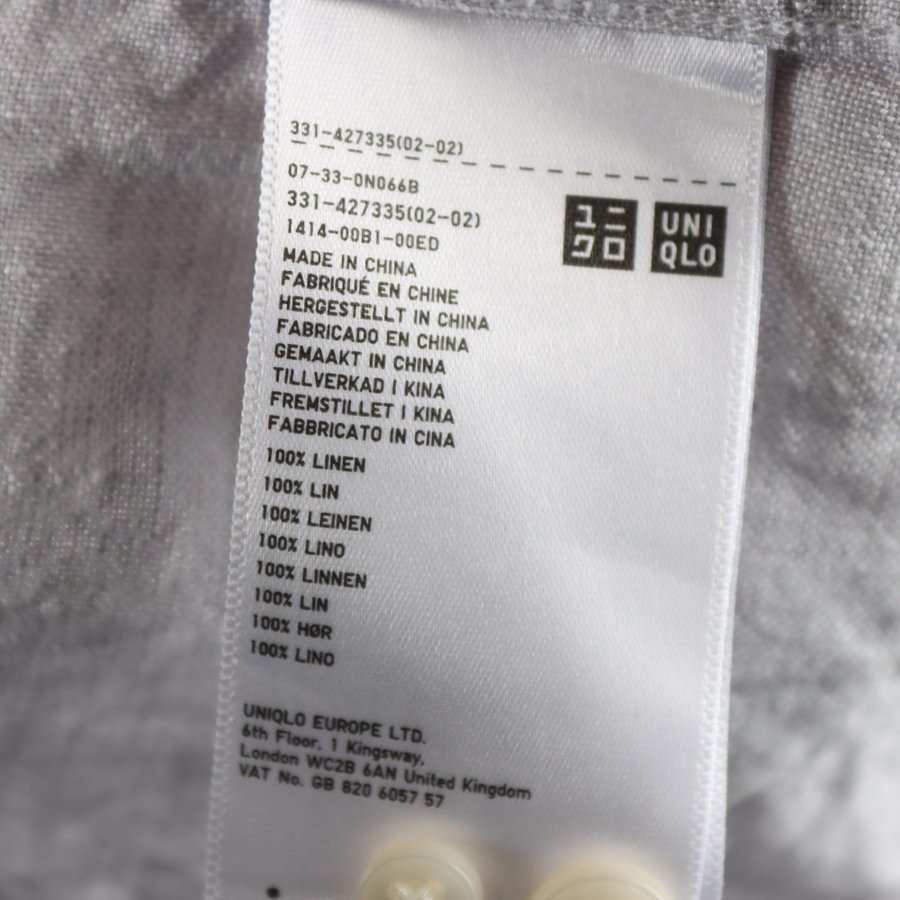 331-427335(02-02)
07-33-0N066B
331-427335(02-02)
1414-00B1-00ED
ユニ
クロ
UNI
QLO
MADE IN CHINA
FABRIQUÉ EN CHINE
HERGESTELLT IN CHINA
FABRICADO EN CHINA
GEMAAKT IN CHINA
TILLVERKAD I KINA
FREMSTILLET I KINA
FABBRICATO IN CINA
100% LINEN
100% LIN
100% LEINEN
100% LINO
100% LINNEN
100% LIN
100% HØR
100% LINO
UNIQLO EUROPE LTD.
6th Floor, 1 Kingsway,
London WC2B 6AN United Kingdom
VAT No. GB 820 6057 57